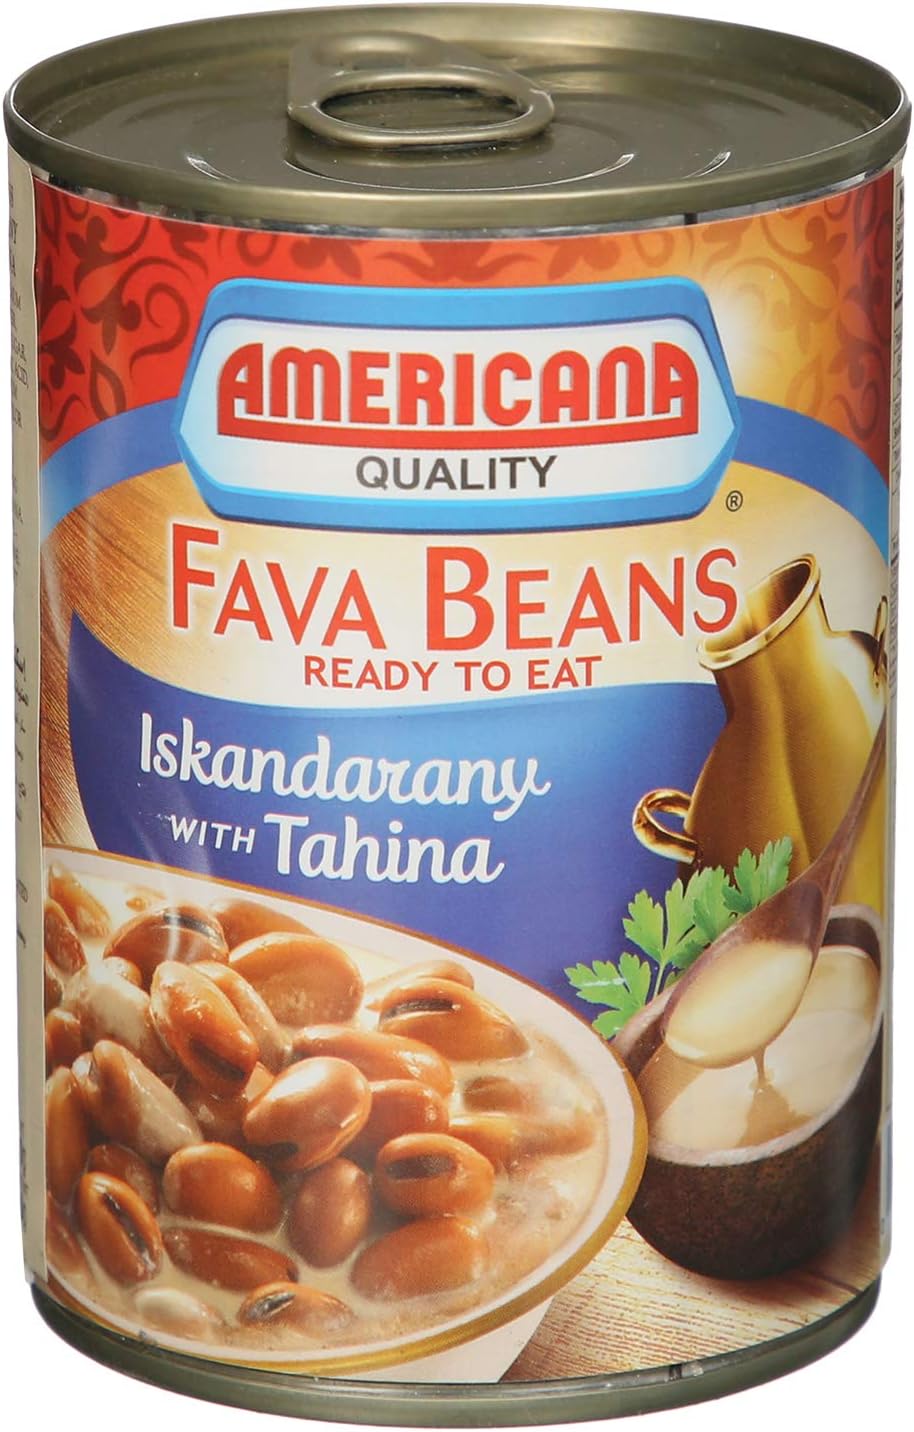 AMERICANA
QUALITY
®
FAVA BEANS
READY TO EAT
Iskandarany
WITH Tahina